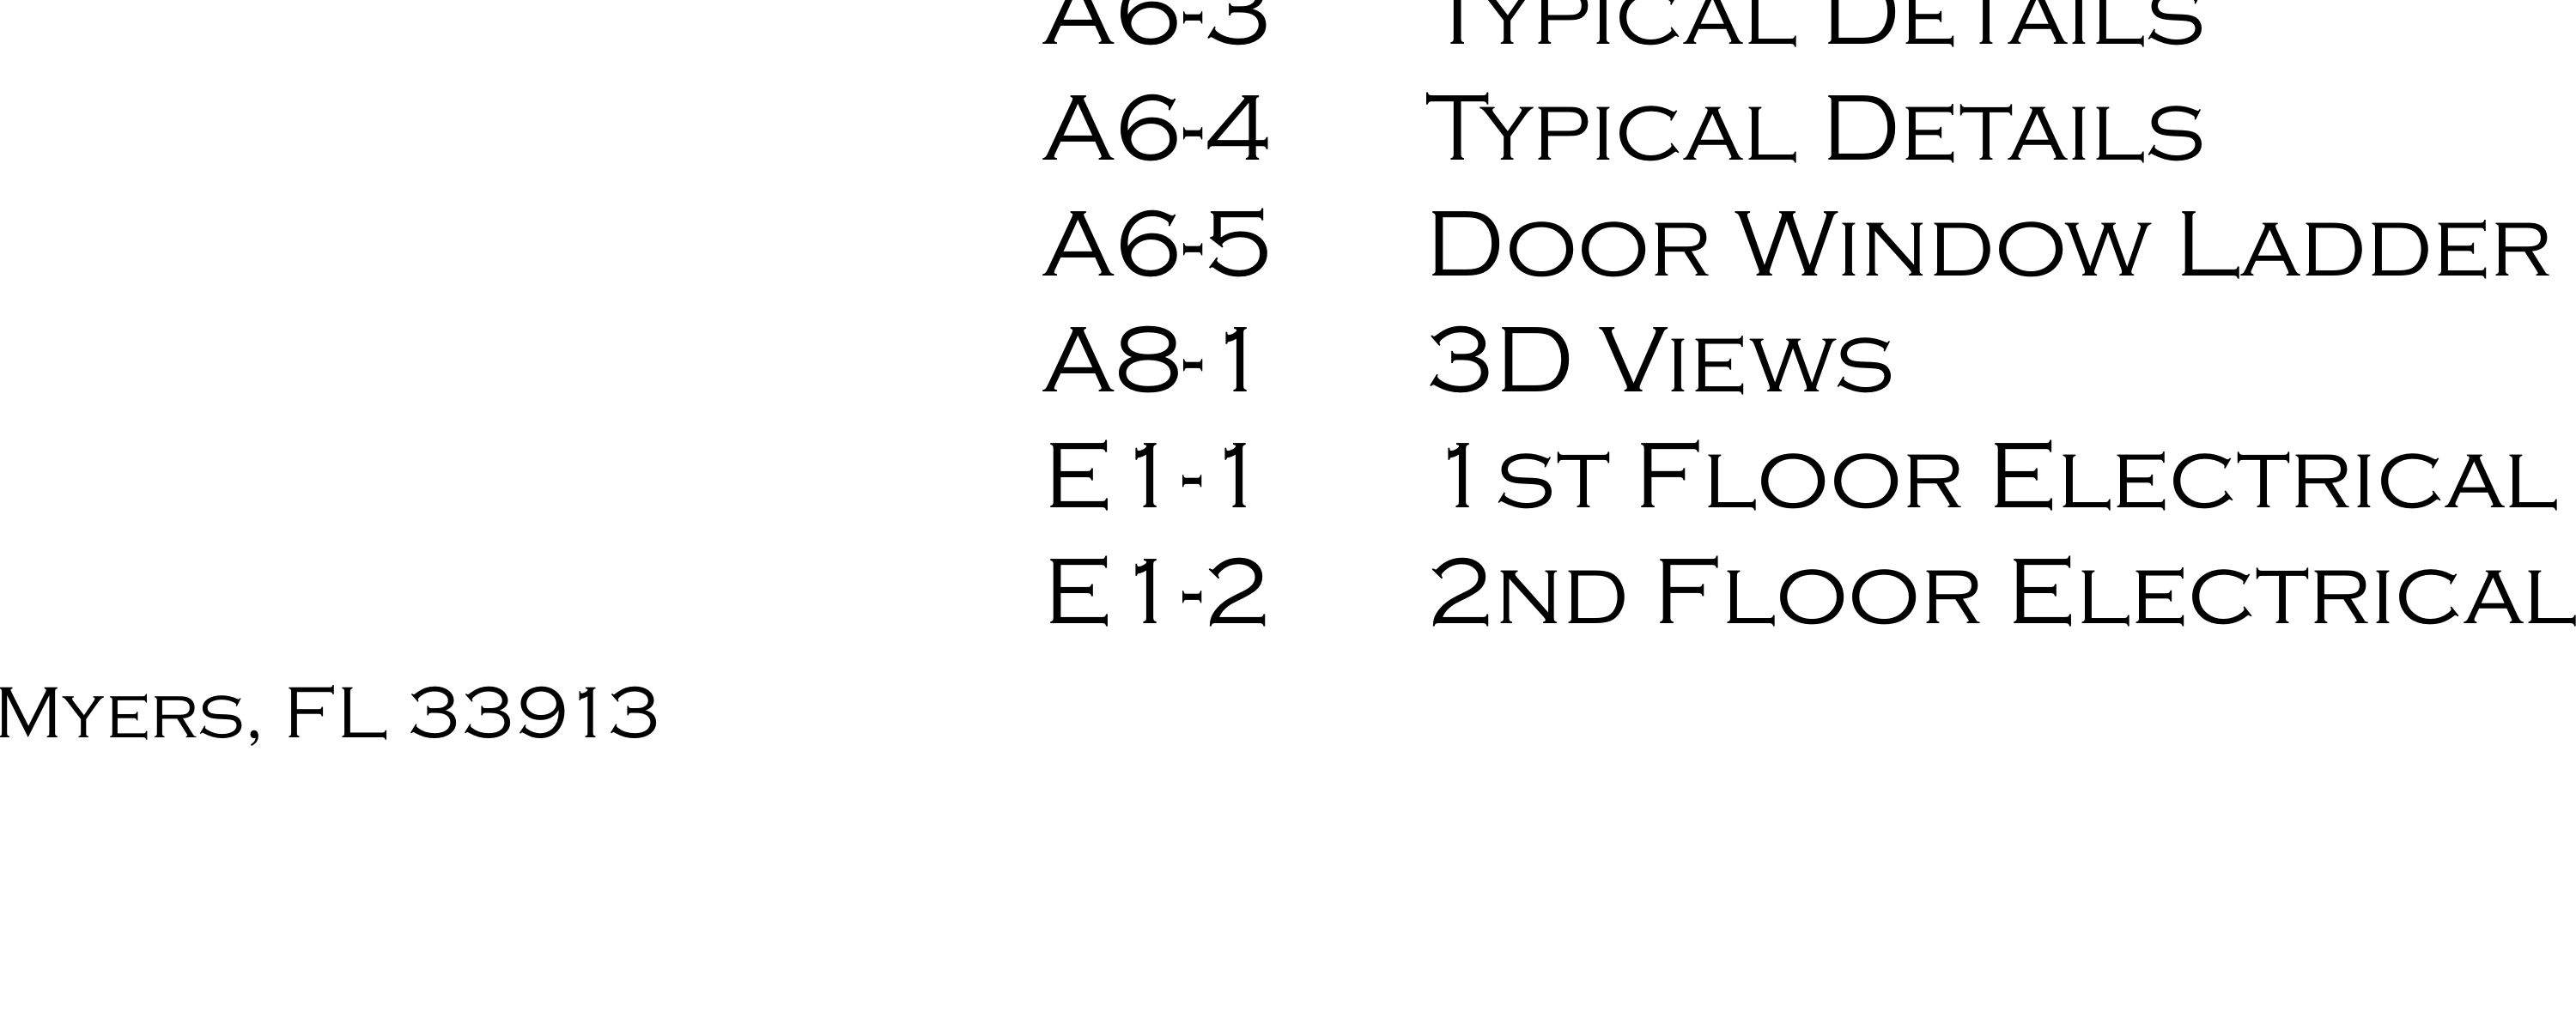 A6-3 Typical Details
A6-4 Typical Details
A6-5 Door Window Ladder
A8-1 3D Views
E1-1 1st Floor Electrical
E1-2 2nd Floor Electrical
Myers, FL 33913